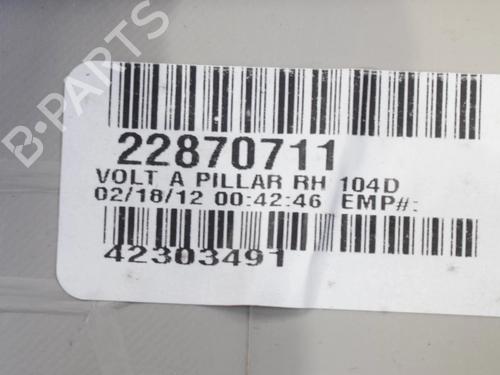 B-PARTS
22870711
VOLT A PILLAR RH 104D
02/18/12 00:42:46 EMP#:
42303491